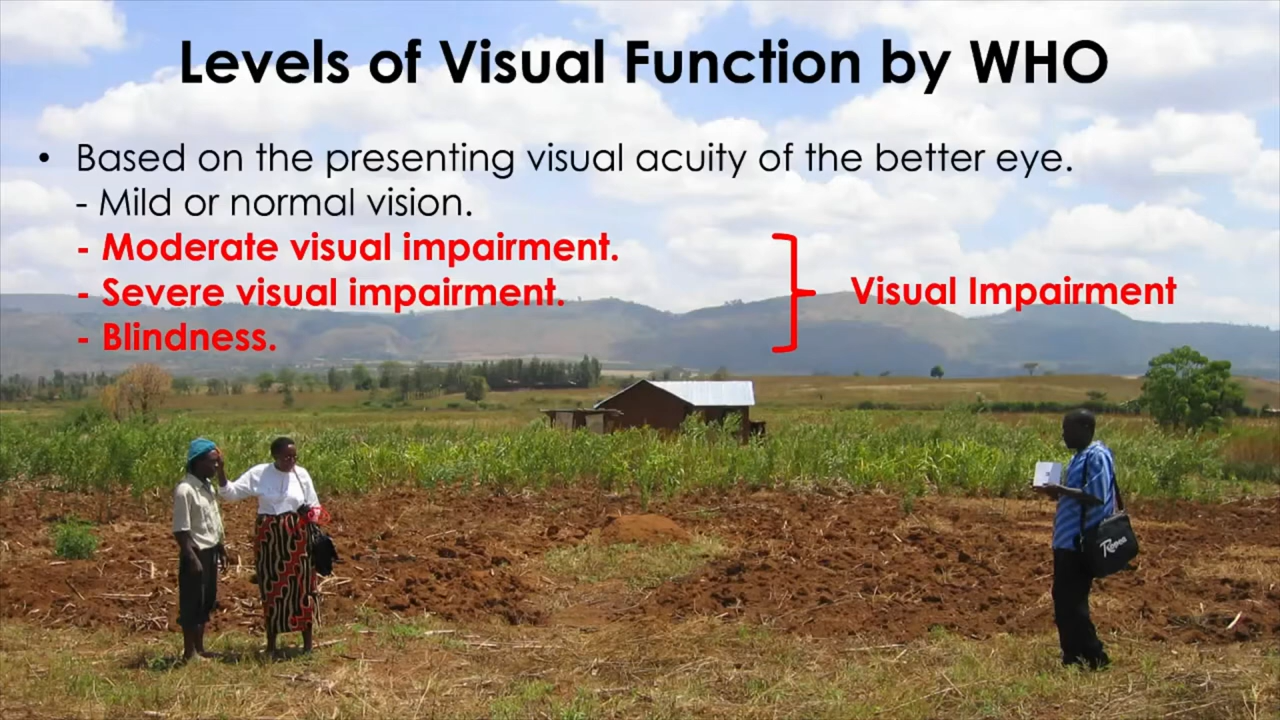 Levels of Visual Function by WHO
• Based on the presenting visual acuity of the better eye.
- Mild or normal vision.
- Moderate visual impairment.
- Severe visual impairment.
- Blindness.
Visual Impairment